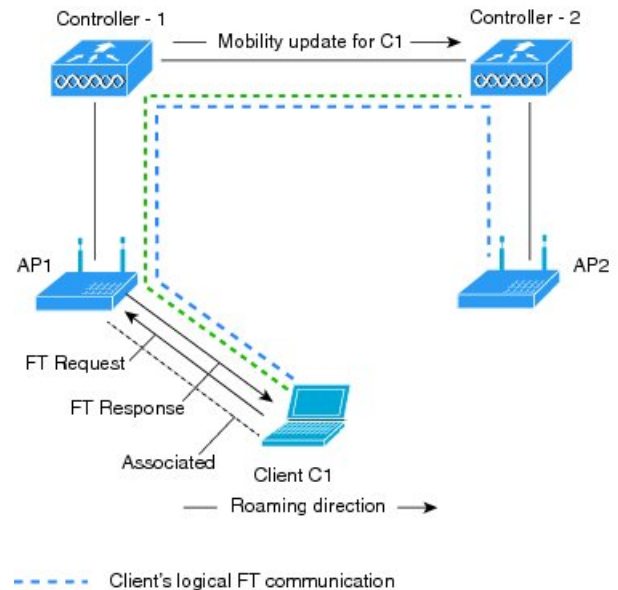 Controller - 1
Controller - 2
Mobility update for C1
AP1
AP2
FT Request
FT Response
Associated
Client C1
Roaming direction
Client's logical FT communication